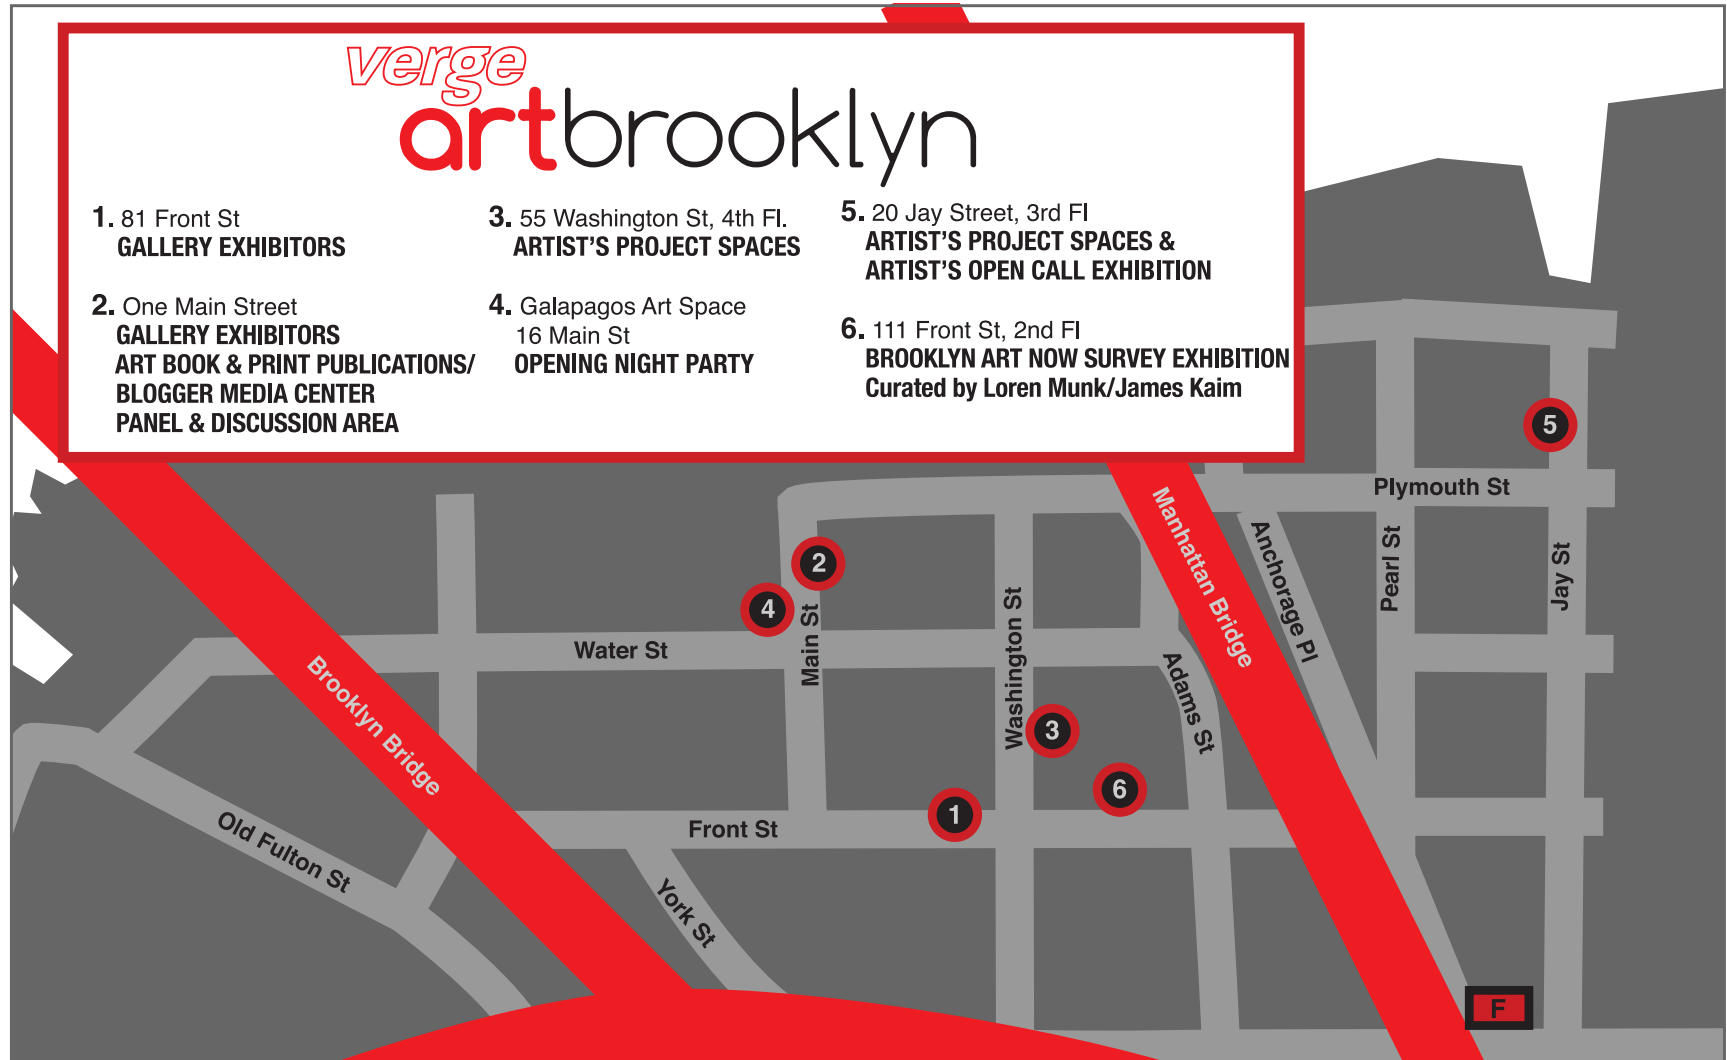 verge
artbrooklyn
1. 81 Front St
GALLERY EXHIBITORS
2. One Main Street
GALLERY EXHIBITORS
ART BOOK & PRINT PUBLICATIONS/
BLOGGER MEDIA CENTER
PANEL & DISCUSSION AREA
3. 55 Washington St, 4th Fl.
ARTIST'S PROJECT SPACES
4. Galapagos Art Space
16 Main St
OPENING NIGHT PARTY
5. 20 Jay Street, 3rd Fl
ARTIST'S PROJECT SPACES &
ARTIST'S OPEN CALL EXHIBITION
6. 111 Front St, 2nd Fl
BROOKLYN ART NOW SURVEY EXHIBITION
Curated by Loren Munk/James Kaim
5
Plymouth St
Manhattan Bridge
Anchorage Pl
Pearl St
Jay St
2
4
Main St
Water St
Washington St
Adams St
Brooklyn Bridge
3
6
1
Front St
Old Fulton St
York St
F